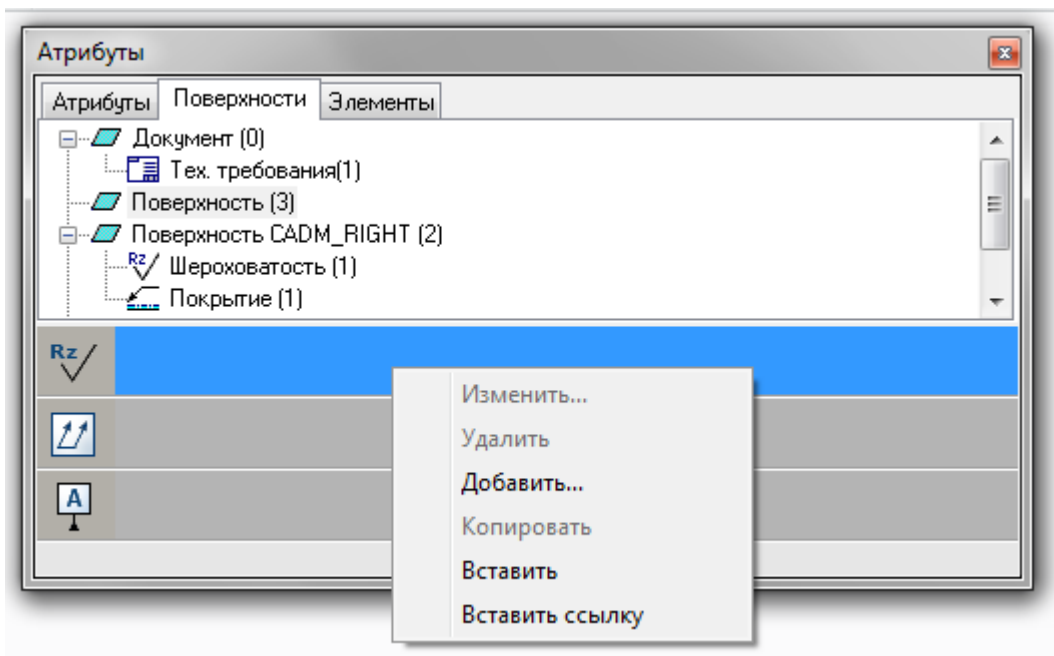 Атрибуты
Атрибуты Поверхности Элементы
Документ (0)
Тех. требования(1)
Поверхность (3)
Поверхность CADM_RIGHT (2)
Rz Шероховатость (1)
Покрытие (1)
Rz
Изменить...
Удалить
Добавить...
A
Копировать
Вставить
Вставить ссылку